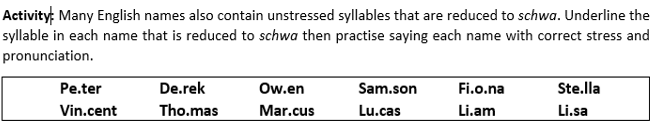 Activity: Many English names also contain unstressed syllables that are reduced to schwa. Underline the
syllable in each name that is reduced to schwa then practise saying each name with correct stress and
pronunciation.
Pe.ter De.rek Ow.en Sam.son Fi.o.na Ste.lla
Vin.cent Tho.mas Mar.cus Lu.cas Li.am Li.sa